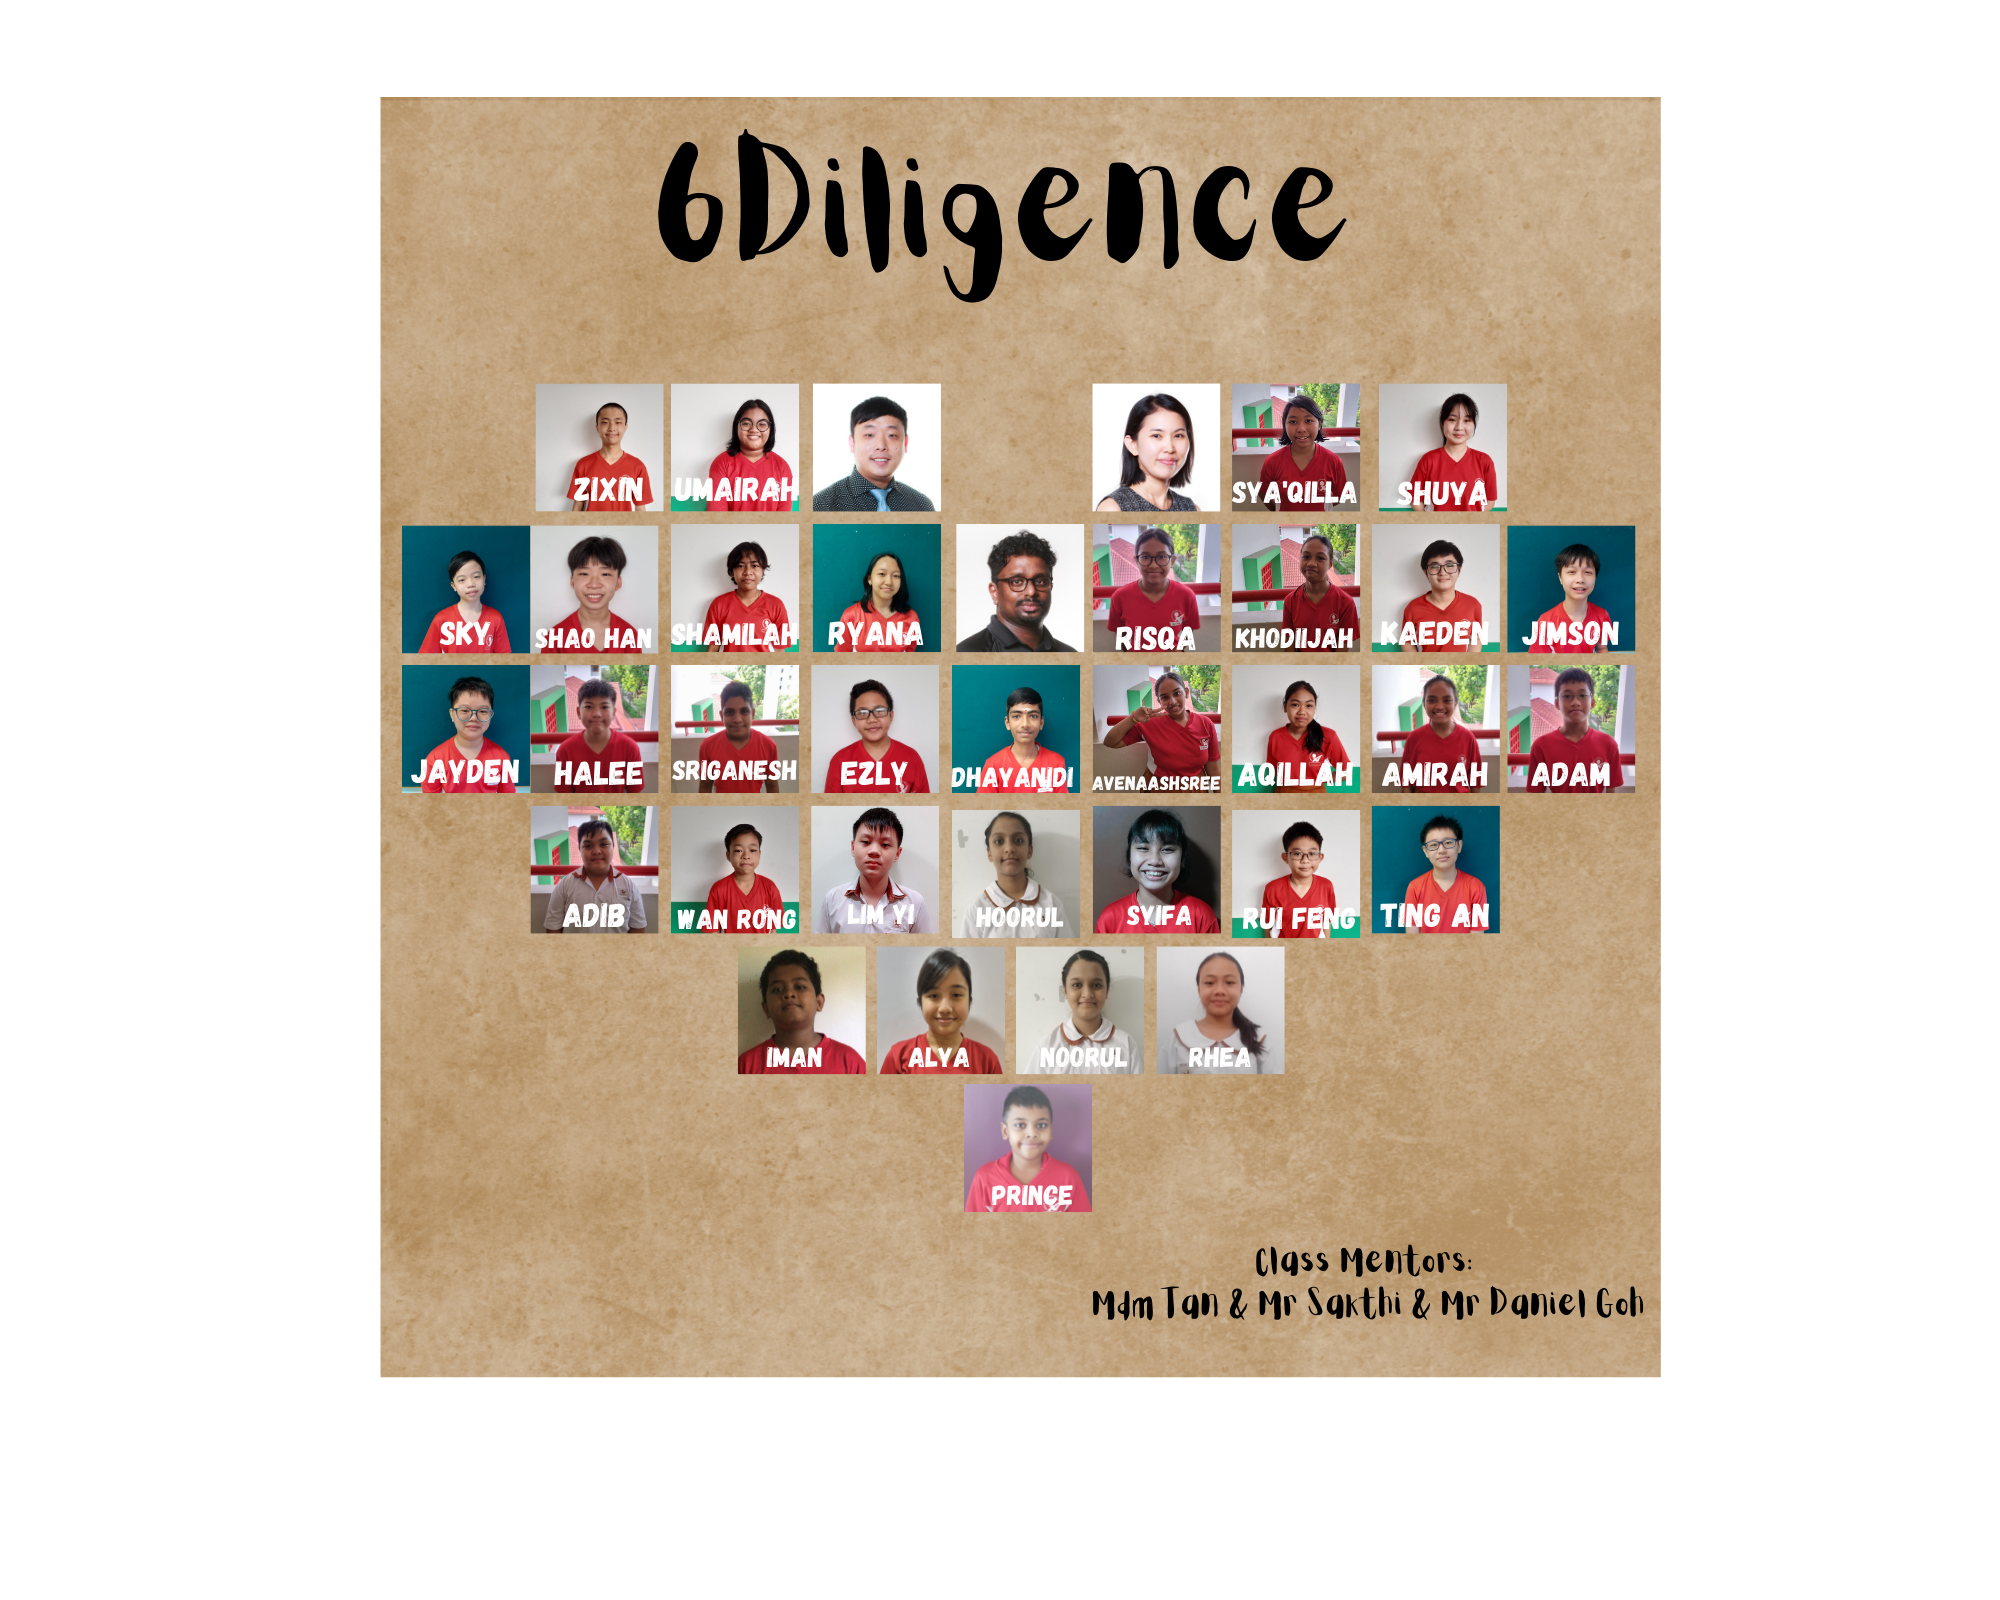 6Diligence
ZIXIN
UMAIRAH
SYA'QILLA
SHUYA
SKY
SHAO HAN
SHAMILAH
RYANA
RISQA
KHODIIJAH
KAEDEN
JIMSON
JAYDEN
HALEE
SRIGANESH
EZLY
DHAYANIDI
AVENAASHSREE
AQILLAH
AMIRAH
ADAM
ADIB
WAN RONG
LIM YI
HOORUL
SYIFA
RUI FENG
TING AN
IMAN
ALYA
NOORUL
RHEA
PRINCE
Class Mentors:
Mdm Tan & Mr Sakthi & Mr Daniel Goh